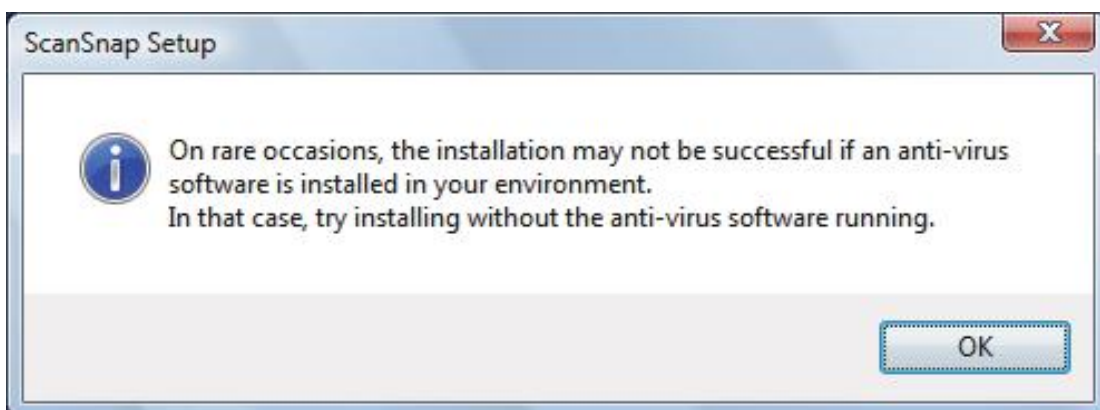 ScanSnap Setup
On rare occasions, the installation may not be successful if an anti-virus
software is installed in your environment.
In that case, try installing without the anti-virus software running.
OK